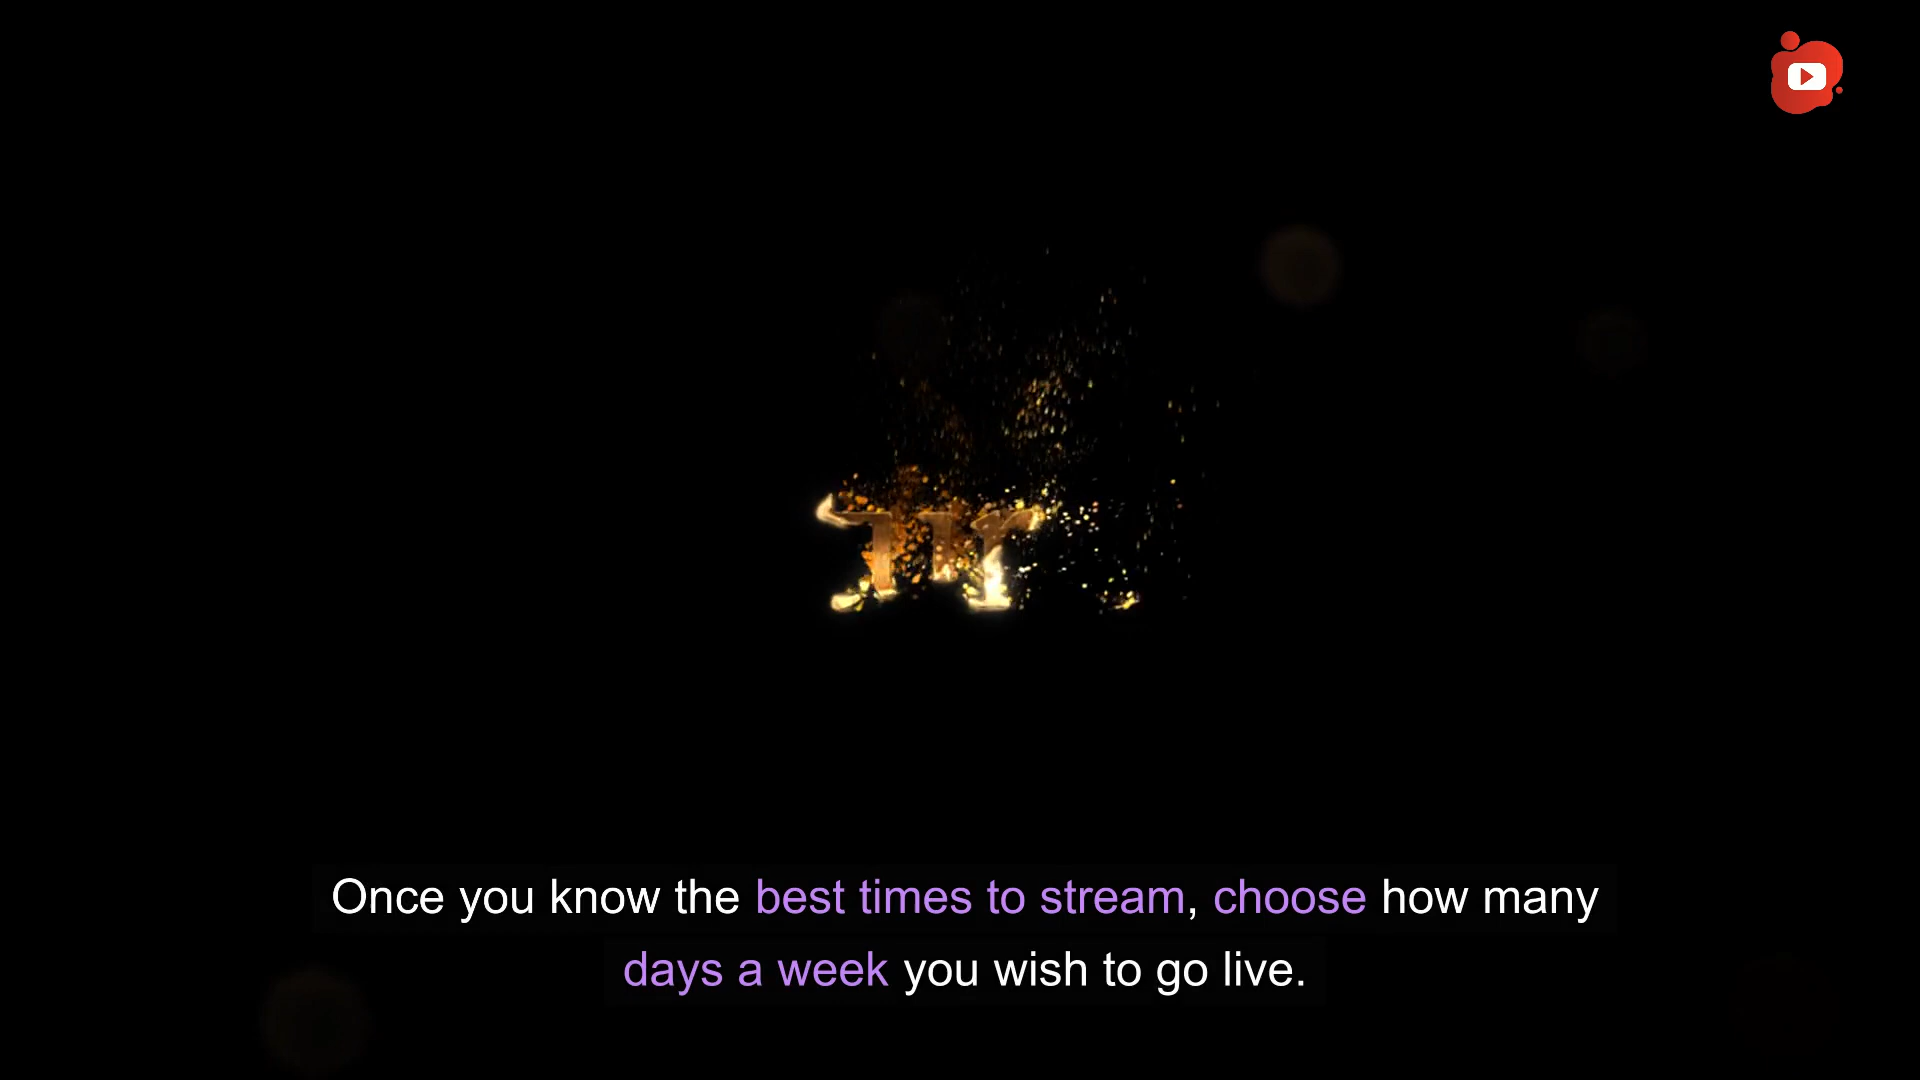 Once you know the best times to stream, choose how many
days a week you wish to go live.